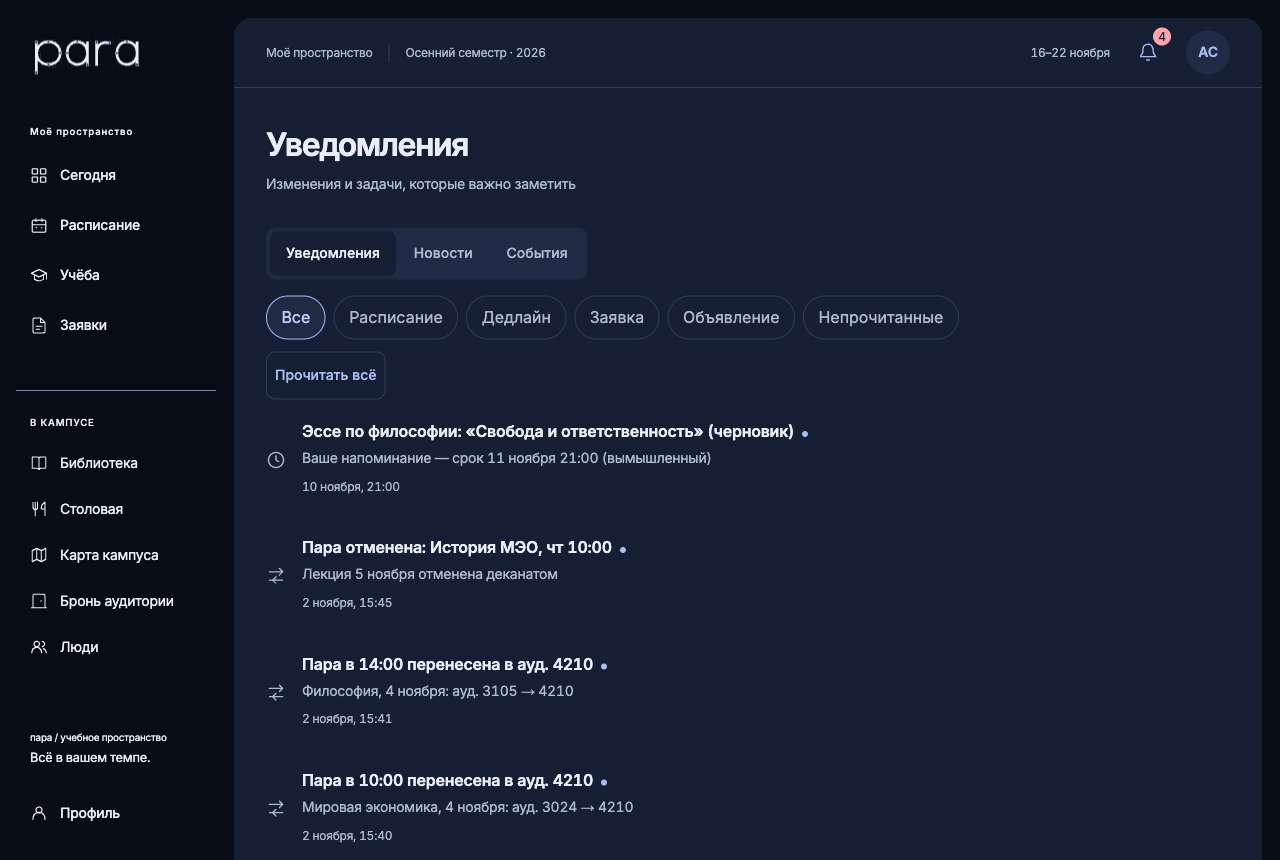 para
Моё пространство
Сегодня
Расписание
Учёба
Заявки
В КАМПУСЕ
Библиотека
Столовая
Карта кампуса
Бронь аудитории
Люди
пара / учебное пространство
Всё в вашем темпе.
Профиль
Моё пространство
Осенний семестр · 2026
16–22 ноября
4
АС
Уведомления
Изменения и задачи, которые важно заметить
Уведомления
Новости
События
Все
Расписание
Дедлайн
Заявка
Объявление
Непрочитанные
Прочитать всё
Эссе по философии: «Свобода и ответственность» (черновик)
Ваше напоминание — срок 11 ноября 21:00 (вымышленный)
10 ноября, 21:00
Пара отменена: История МЭО, чт 10:00
Лекция 5 ноября отменена деканатом
2 ноября, 15:45
Пара в 14:00 перенесена в ауд. 4210
Философия, 4 ноября: ауд. 3105 → 4210
2 ноября, 15:41
Пара в 10:00 перенесена в ауд. 4210
Мировая экономика, 4 ноября: ауд. 3024 → 4210
2 ноября, 15:40